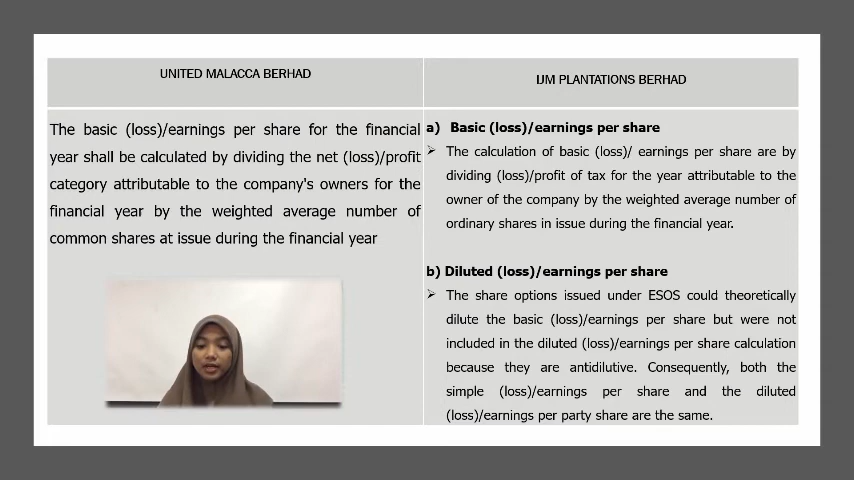 UNITED MALACCA BERHAD
The basic (loss)/earnings per share for the financial
year shall be calculated by dividing the net (loss)/profit
category attributable to the company's owners for the
financial year by the weighted average number of
common shares at issue during the financial year
IJM PLANTATIONS BERHAD
a) Basic (loss)/earnings per share
➢ The calculation of basic (loss)/ earnings per share are by
dividing (loss)/profit of tax for the year attributable to the
owner of the company by the weighted average number of
ordinary shares in issue during the financial year.
b) Diluted (loss)/earnings per share
➢ The share options issued under ESOS could theoretically
dilute the basic (loss)/earnings per share but were not
included in the diluted (loss)/earnings per share calculation
because they are antidilutive. Consequently, both the
simple (loss)/earnings per share and the diluted
(loss)/earnings per party share are the same.